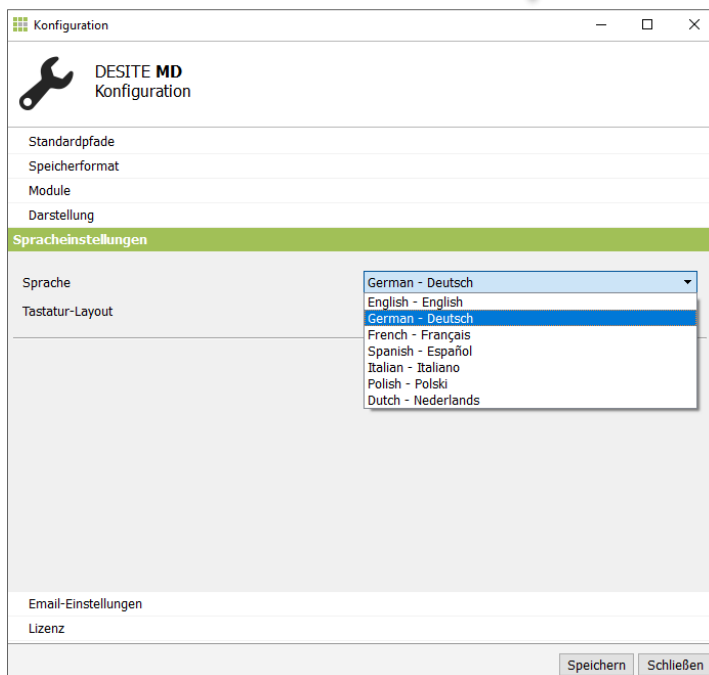 Konfiguration
DESITE MD
Konfiguration
Standardpfade
Speicherformat
Module
Darstellung
Spracheinstellungen
Sprache
German - Deutsch
English - English
Tastatur-Layout
German - Deutsch
French - Français
Spanish - Español
Italian - Italiano
Polish - Polski
Dutch - Nederlands
Email-Einstellungen
Lizenz
Speichern Schließen